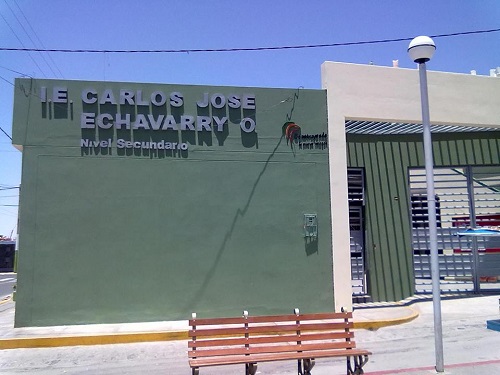 I.E. CARLOS JOSE
ECHAVARRY O.
Nivel Secundario